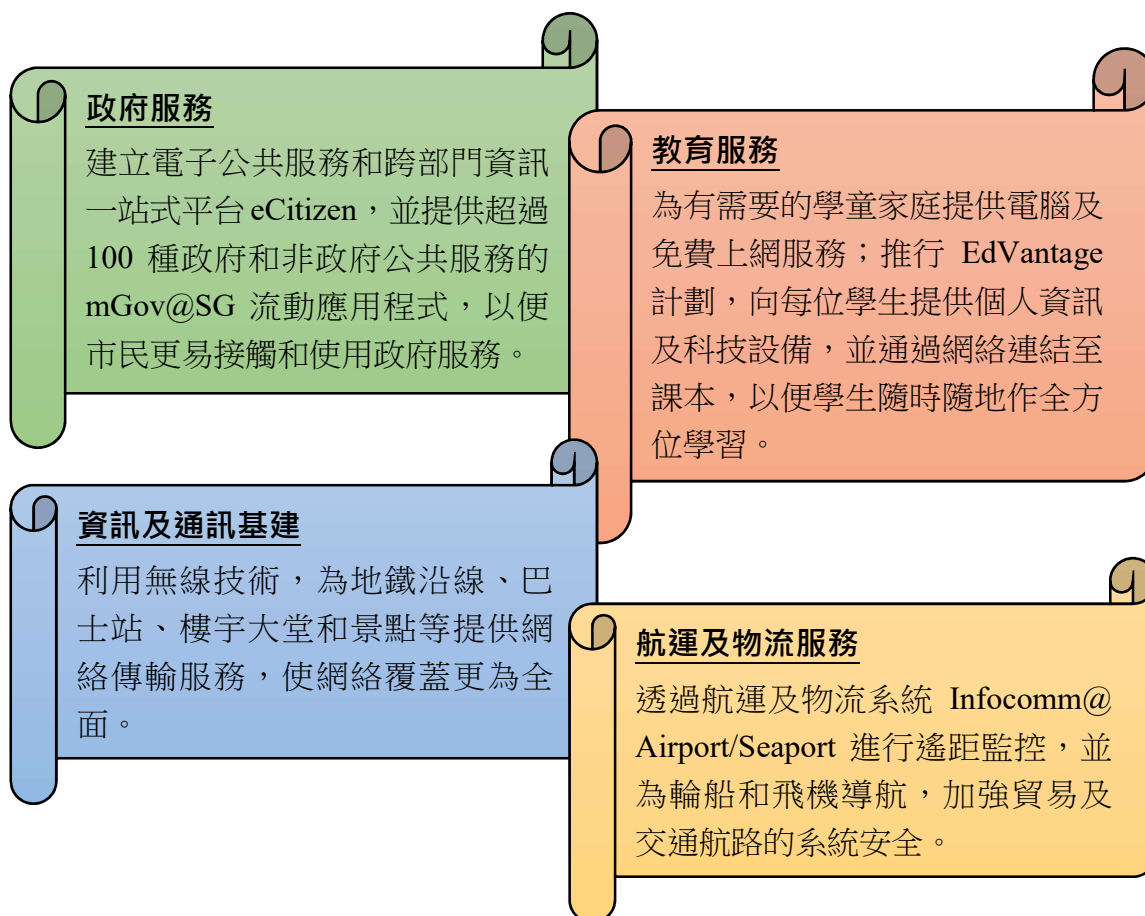 政府服務
建立電子公共服務和跨部門資訊
一站式平台 eCitizen,並提供超過
100 種政府和非政府公共服務的
mGov@SG 流動應用程式,以便
市民更易接觸和使用政府服務。
教育服務
為有需要的學童家庭提供電腦及
免費上網服務;推行 EdVantage
計劃,向每位學生提供個人資訊
及科技設備,並通過網絡連結至
課本,以便學生隨時隨地作全方
位學習。
資訊及通訊基建
利用無線技術,為地鐵沿線、巴
士站、樓宇大堂和景點等提供網
絡傳輸服務,使網絡覆蓋更為全
面。
航運及物流服務
透過航運及物流系統 Infocomm@
Airport/Seaport 進行遙距監控,並
為輪船和飛機導航,加強貿易及
交通航路的系統安全。